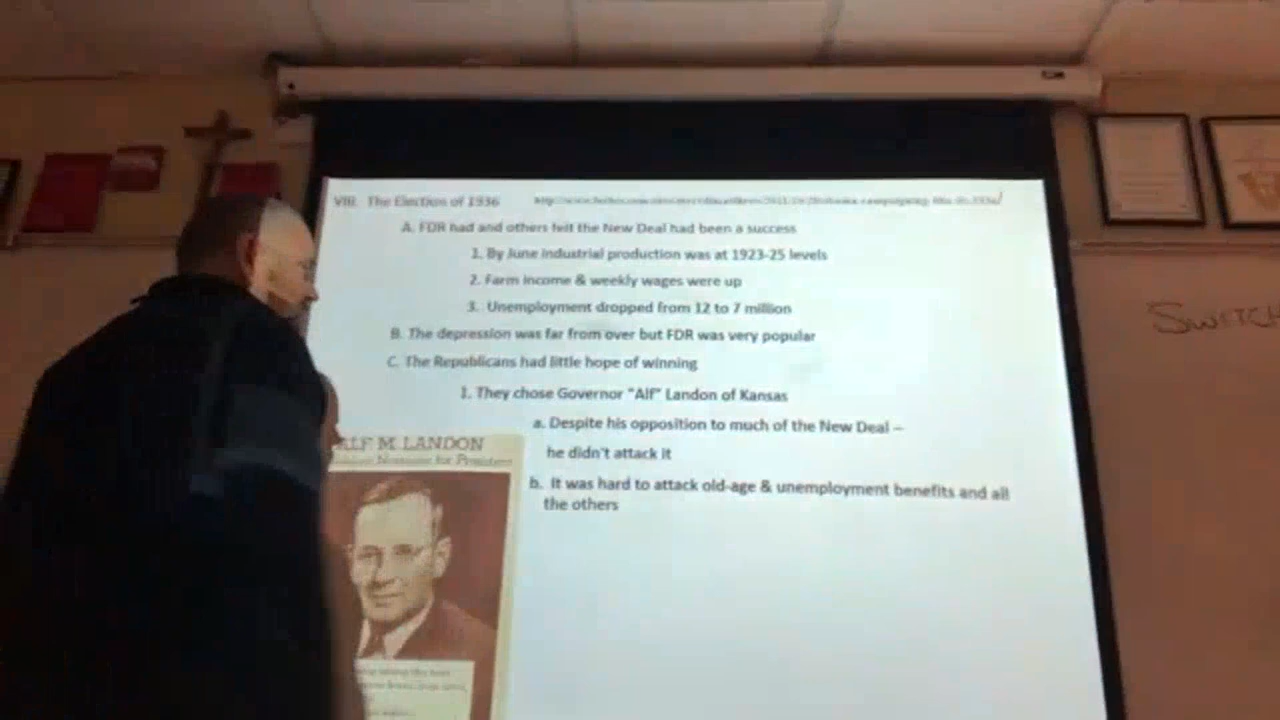 VIII. The Election of 1936
A. FDR had and others felt the New Deal had been a success
1. By June industrial production was at 1923-25 levels
2. Farm income & weekly wages were up
3. Unemployment dropped from 12 to 7 million
B. The depression was far from over but FDR was very popular
C. The Republicans had little hope of winning
1. They chose Governor "Alf" Landon of Kansas
a. Despite his opposition to much of the New Deal –
he didn't attack it
b. It was hard to attack old-age & unemployment benefits and all
the others
ALF M. LANDON
Nominee for President
SWITCH